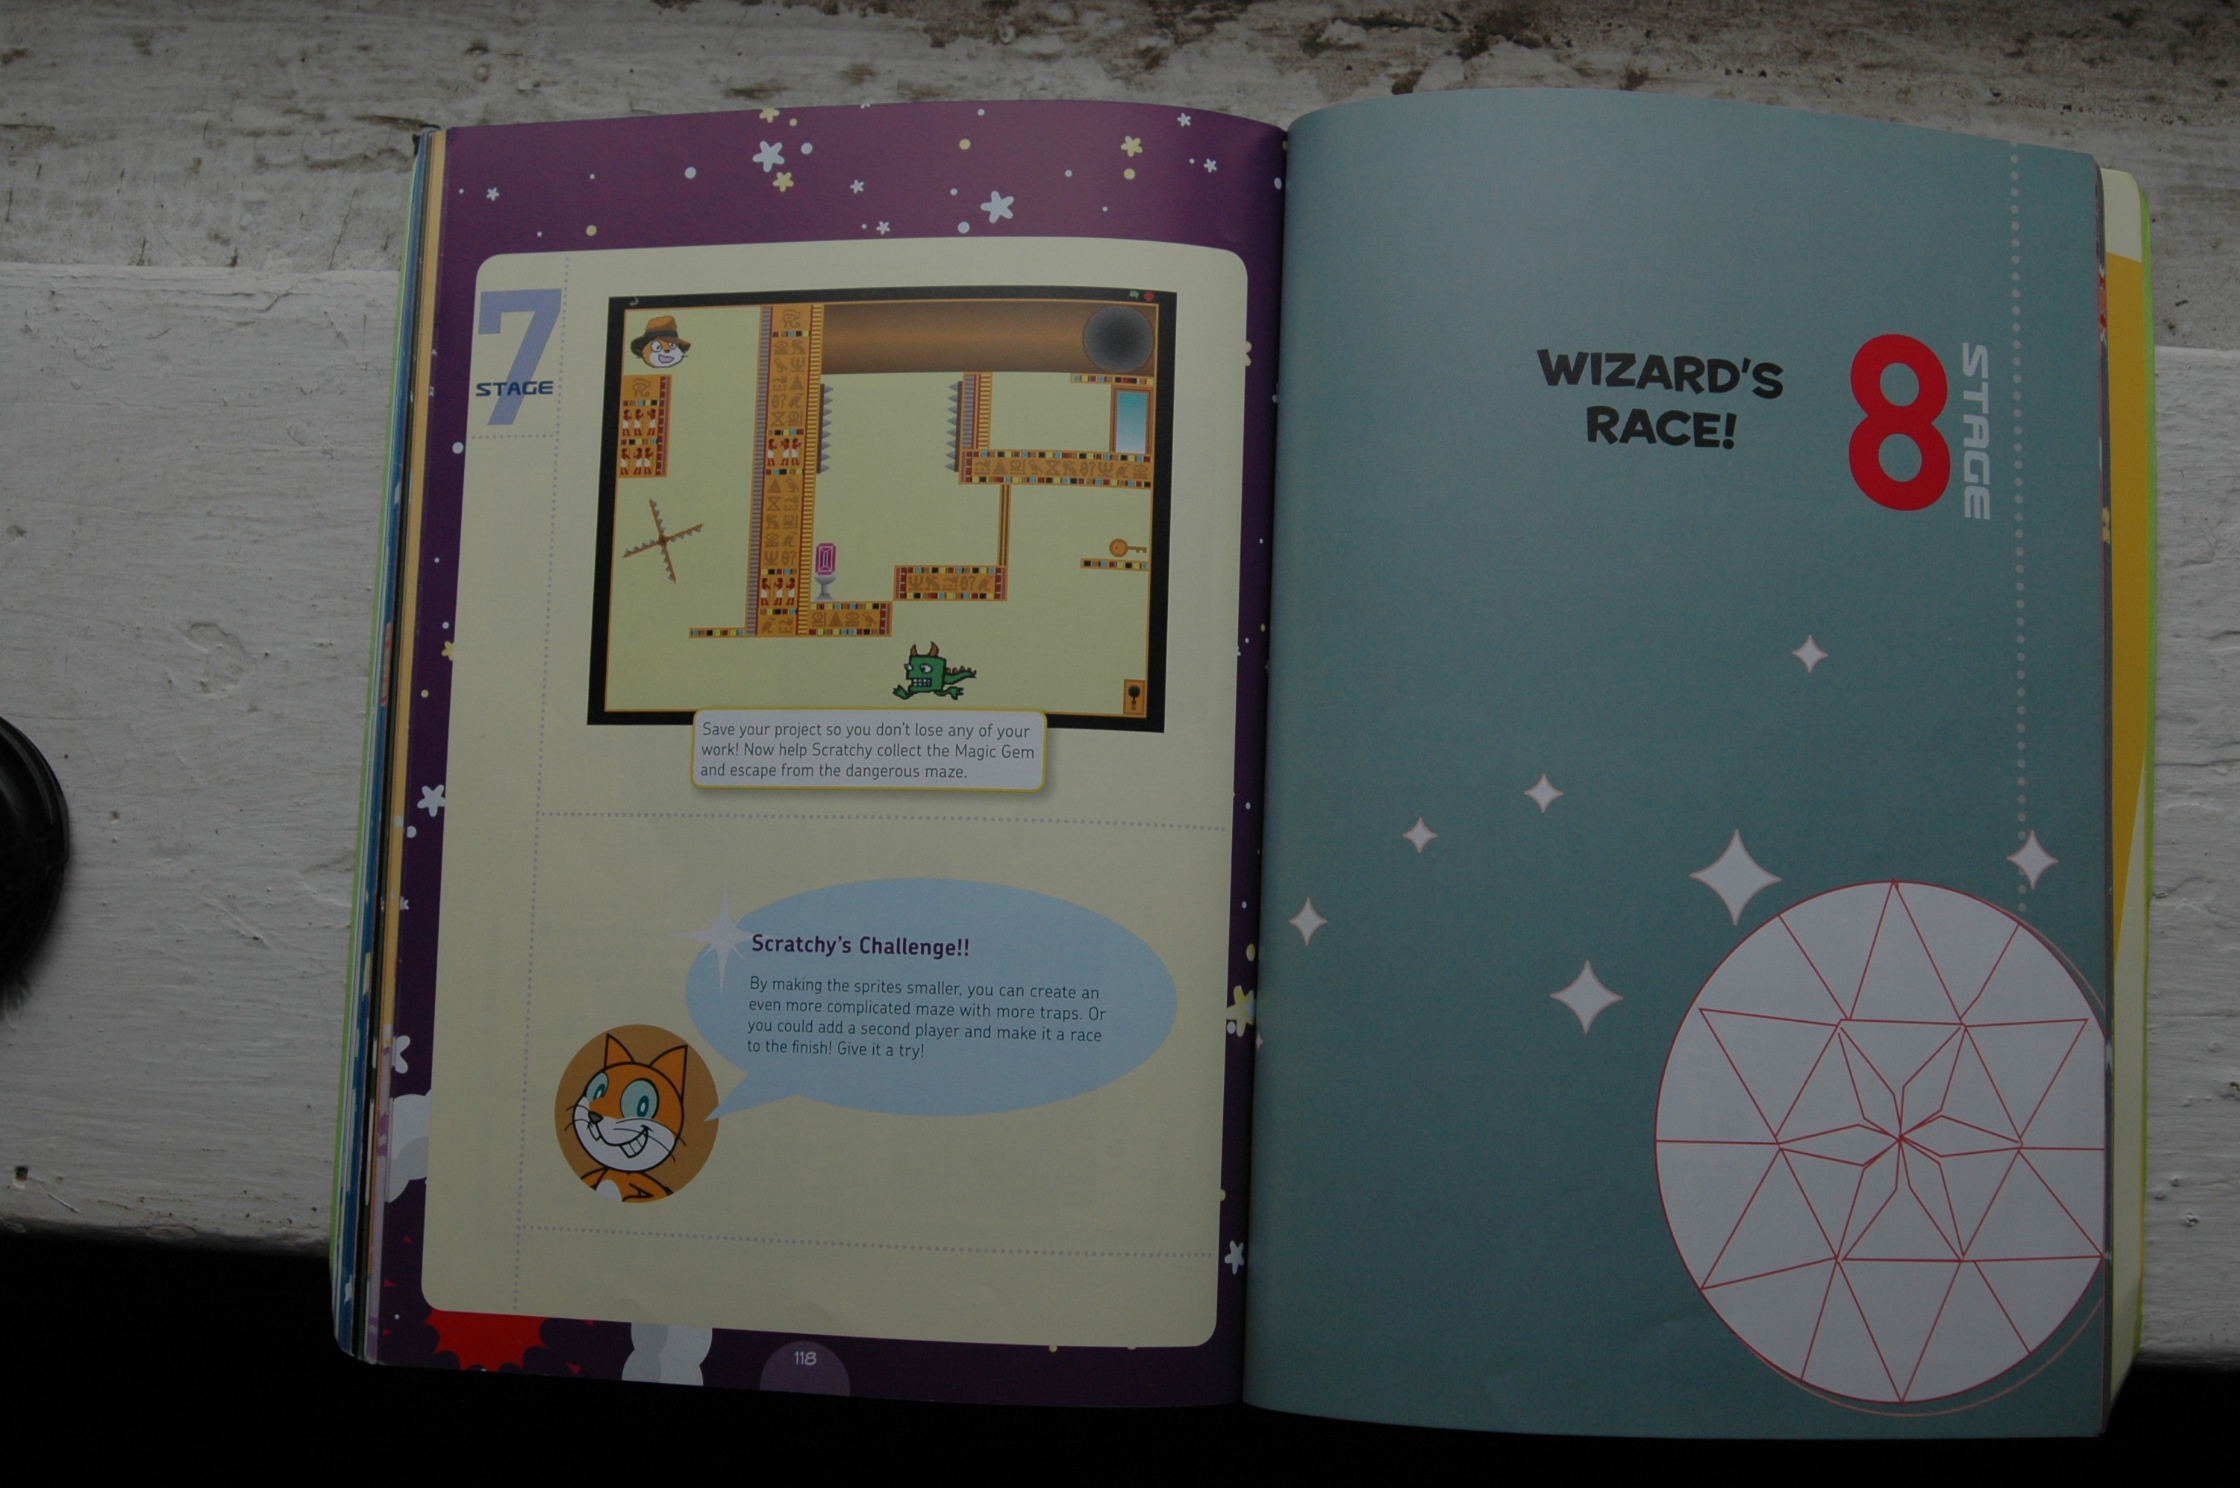 7
STAGE
Save your project so you don't lose any of your
work! Now help Scratchy collect the Magic Gem
and escape from the dangerous maze.
Scratchy's Challenge!!
By making the sprites smaller, you can create an
even more complicated maze with more traps. Or
you could add a second player and make it a race
to the finish! Give it a try!
118
WIZARD'S
RACE!
8
STAGE